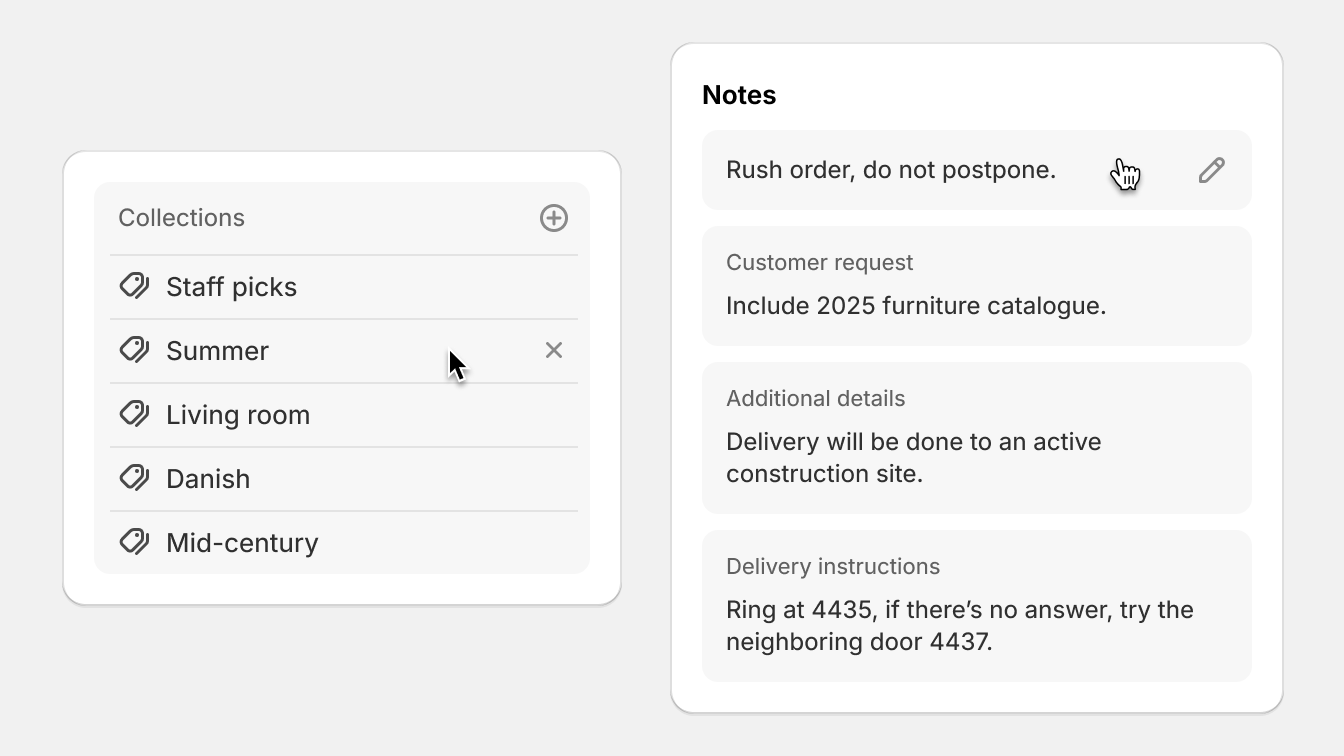 Collections
Staff picks
Summer
Living room
Danish
Mid-century
Notes
Rush order, do not postpone.
Customer request
Include 2025 furniture catalogue.
Additional details
Delivery will be done to an active
construction site.
Delivery instructions
Ring at 4435, if there’s no answer, try the
neighboring door 4437.